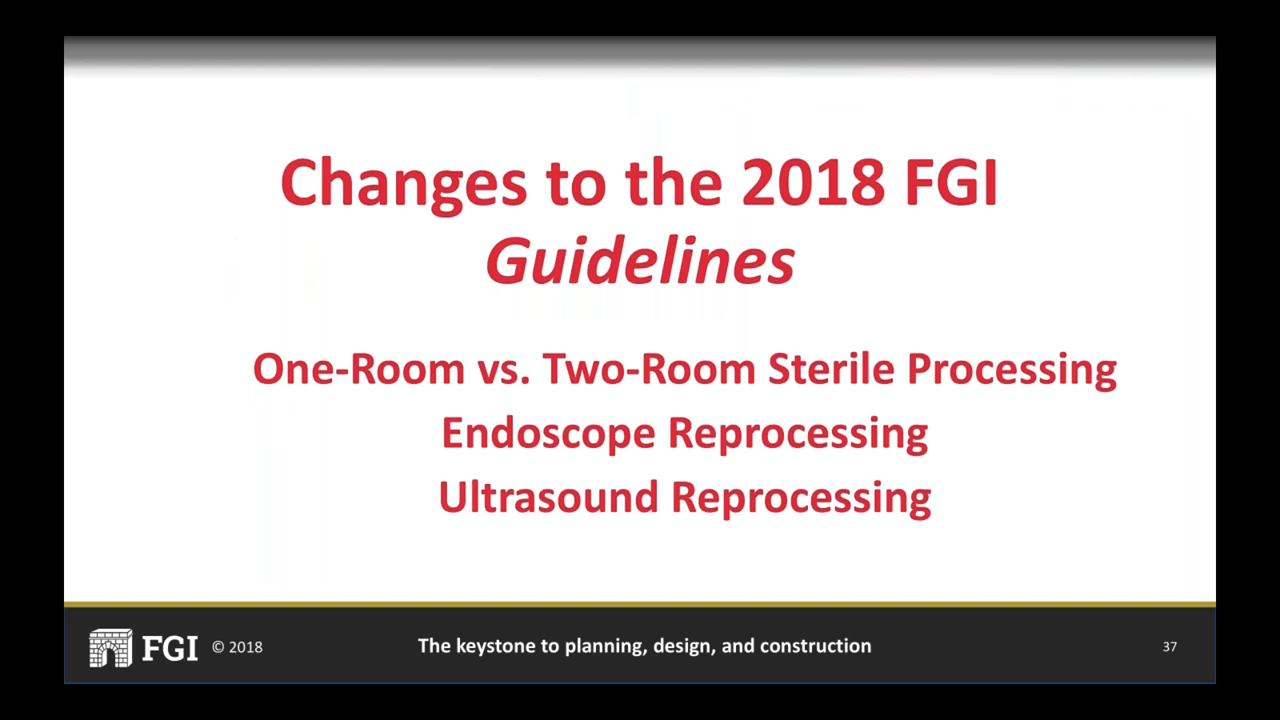 Changes to the 2018 FGI
Guidelines
One-Room vs. Two-Room Sterile Processing
Endoscope Reprocessing
Ultrasound Reprocessing
FGI © 2018
The keystone to planning, design, and construction
37